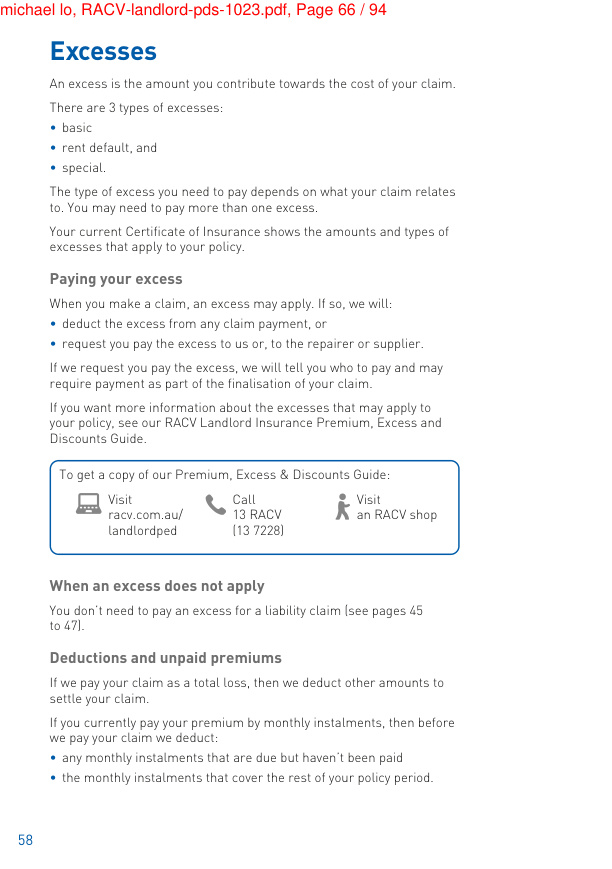 michael lo, RACV-landlord-pds-1023.pdf, Page 66 / 94
Excesses
An excess is the amount you contribute towards the cost of your claim.
There are 3 types of excesses:
• basic
• rent default, and
• special.
The type of excess you need to pay depends on what your claim relates
to. You may need to pay more than one excess.
Your current Certificate of Insurance shows the amounts and types of
excesses that apply to your policy.
Paying your excess
When you make a claim, an excess may apply. If so, we will:
• deduct the excess from any claim payment, or
• request you pay the excess to us or, to the repairer or supplier.
If we request you pay the excess, we will tell you who to pay and may
require payment as part of the finalisation of your claim.
If you want more information about the excesses that may apply to
your policy, see our RACV Landlord Insurance Premium, Excess and
Discounts Guide.
To get a copy of our Premium, Excess & Discounts Guide:
Visit
racv.com.au/
landlordped
Call
13 RACV
(13 7228)
Visit
an RACV shop
When an excess does not apply
You don't need to pay an excess for a liability claim (see pages 45
to 47).
Deductions and unpaid premiums
If we pay your claim as a total loss, then we deduct other amounts to
settle your claim.
If you currently pay your premium by monthly instalments, then before
we pay your claim we deduct:
• any monthly instalments that are due but haven't been paid
• the monthly instalments that cover the rest of your policy period.
58